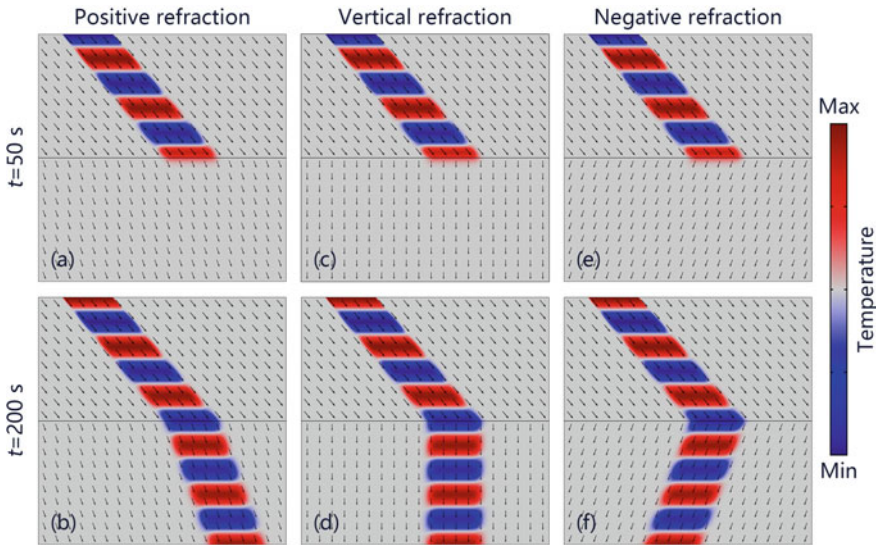 Positive refraction
Vertical refraction
Negative refraction
t=50 s
(a)
(c)
(e)
t=200 s
(b)
(d)
(f)
Max
Temperature
Min